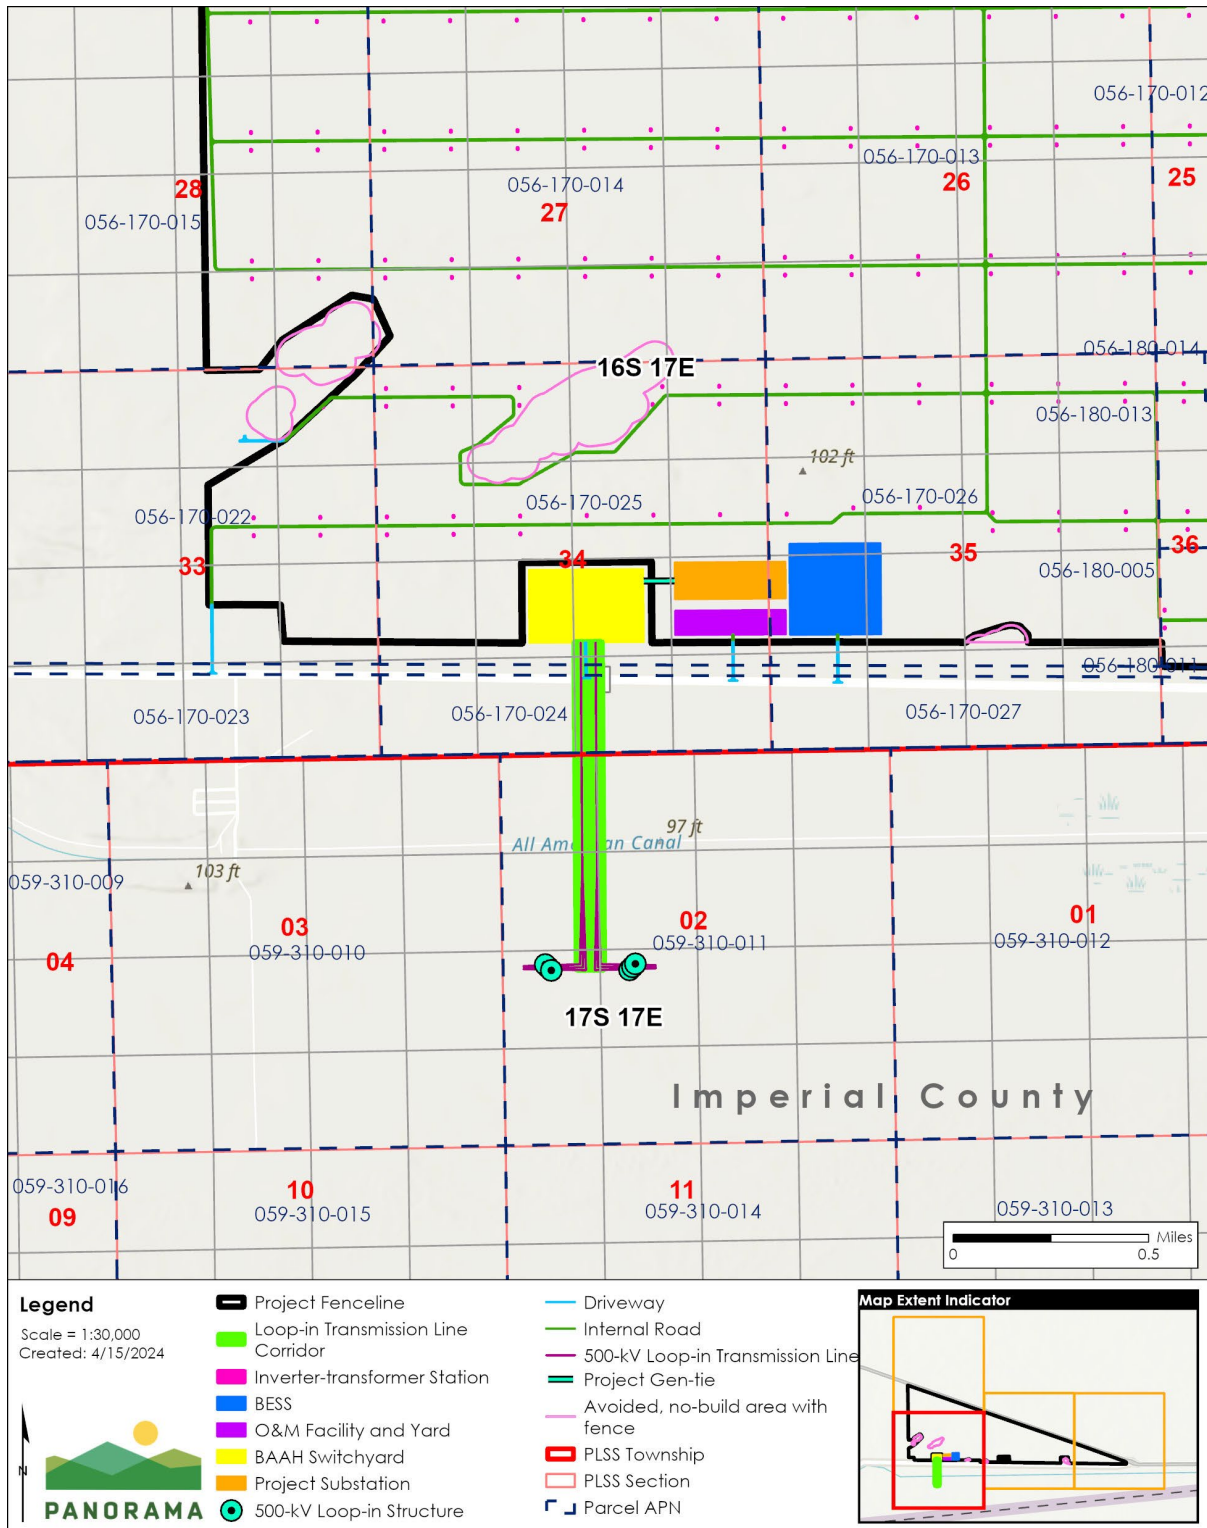 056-170-012
056-170-013
28
056-170-014
26
25
27
056-170-015
056-180-014
16S 17E
056-180-013
102 ft
056-170-026
056-170-025
056-170-022
33
34
35
36
056-180-005
056-180-011
056-170-023
056-170-024
056-170-027
97 ft
All American Canal
103 ft
059-310-009
03
02
01
059-310-010
059-310-011
059-310-012
04
17S 17E
Imperial County
059-310-016
10
11
059-310-015
059-310-014
059-310-013
09
Miles
0
0.5
Legend
Scale = 1:30,000
Created: 4/15/2024
N
PANORAMA
Project Fenceline
Loop-in Transmission Line
Corridor
Inverter-transformer Station
BESS
O&M Facility and Yard
BAAH Switchyard
Project Substation
500-kV Loop-in Structure
Driveway
Internal Road
500-kV Loop-in Transmission Line
Project Gen-tie
Avoided, no-build area with
fence
PLSS Township
PLSS Section
Parcel APN
Map Extent Indicator